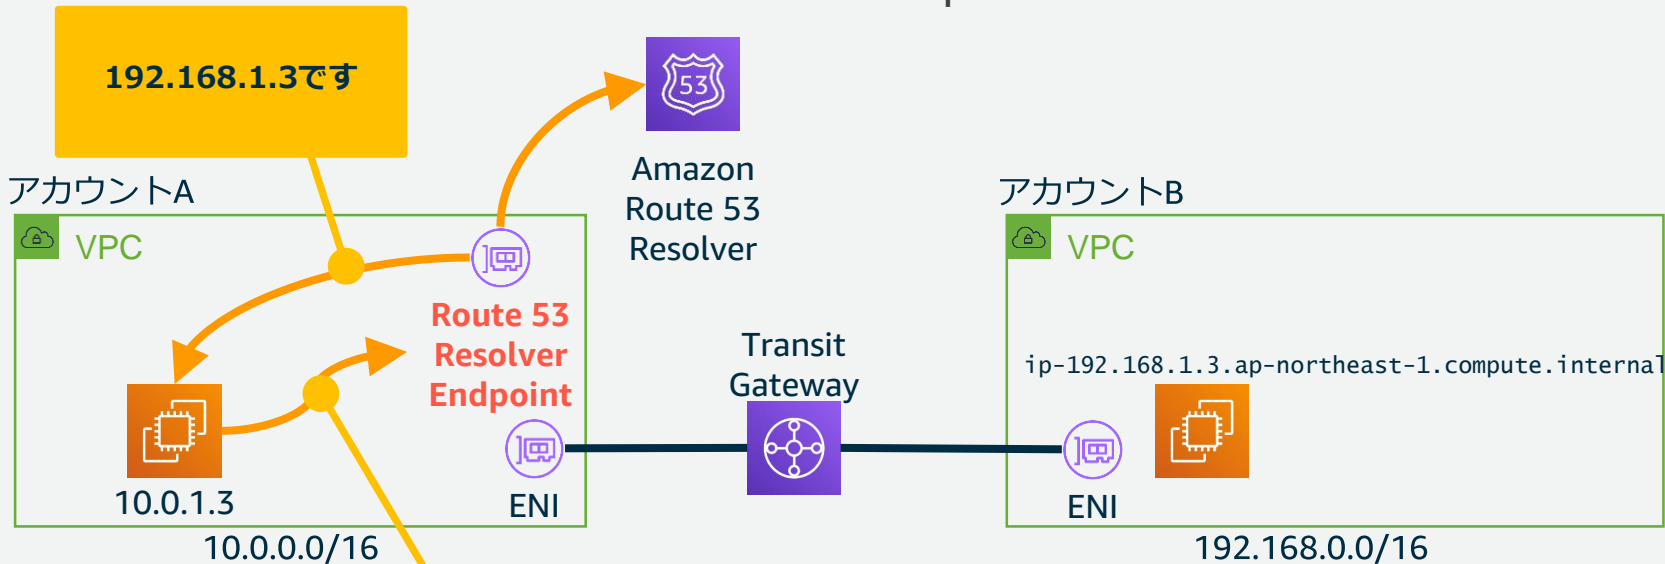 192.168.1.3です
53
Amazon
Route 53
Resolver
アカウントA
VPC
Route 53
Resolver
Endpoint
10.0.1.3
ENI
10.0.0.0/16
Transit
Gateway
アカウントB
VPC
ip-192.168.1.3.ap-northeast-1.compute.internal
ENI
192.168.0.0/16